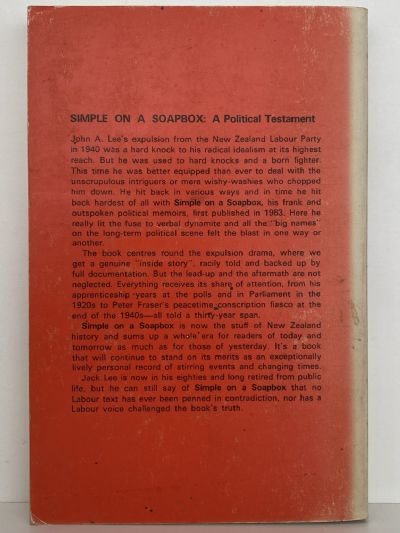 SIMPLE ON A SOAPBOX: A Political Testament
John A. Lee's expulsion from the New Zealand Labour Party
in 1940 was a hard knock to his radical idealism at its highest
reach. But he was used to hard knocks and a born fighter.
This time he was better equipped than ever to deal with the
unscrupulous intriguers or mere wishy-washies who chopped
him down. He hit back in various ways and in time he hit
back hardest of all with Simple on a Soapbox, his frank and
outspoken political memoirs, first published in 1963. Here he
really lit the fuse to verbal dynamite and all the "big names"
on the long-term political scene felt the blast in one way or
another.
The book centres round the expulsion drama, where we
get a genuine "inside story", racily told and backed up by
full documentation. But the lead-up and the aftermath are not
neglected. Everything receives its share of attention, from his
apprenticeship years at the polls and in Parliament in the
1920s to Peter Fraser's peacetime conscription fiasco at the
end of the 1940s—all told a thirty-year span.
Simple on a Soapbox is now the stuff of New Zealand
history and sums up a whole era for readers of today and
tomorrow as much as for those of yesterday. It's a book
that will continue to stand on its merits as an exceptionally
lively personal record of stirring events and changing times.
Jack Lee is now in his eighties and long retired from public
life, but he can still say of Simple on a Soapbox that no
Labour text has ever been penned in contradiction, nor has a
Labour voice challenged the book's truth.